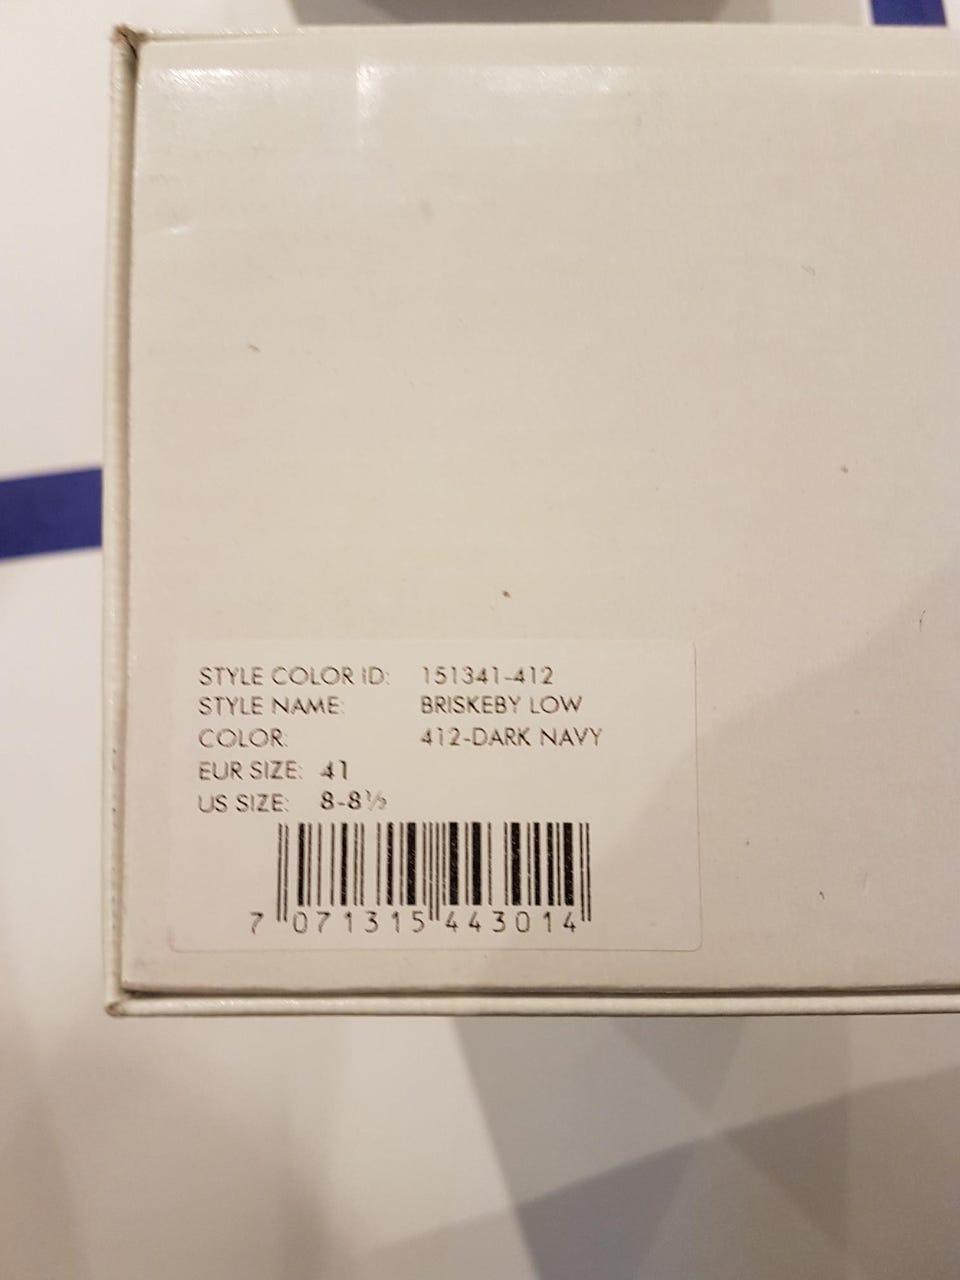 STYLE COLOR ID: 151341-412
STYLE NAME: BRISKEBY LOW
COLOR: 412-DARK NAVY
EUR SIZE: 41
US SIZE: 8-8½
7 071315 443014